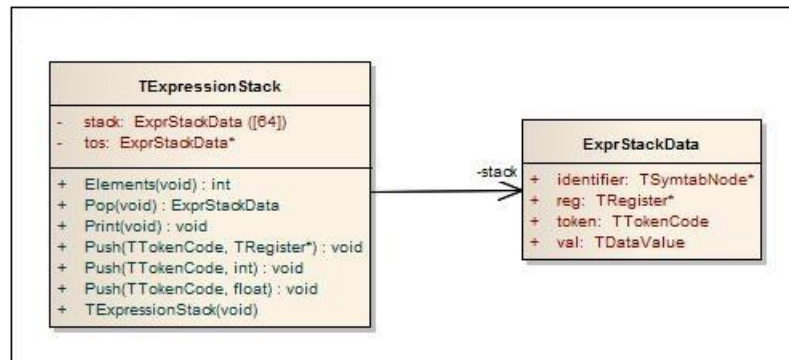 TExpressionStack
- stack: ExprStackData ([64])
- tos: ExprStackData*
+ Elements(void) : int
+ Pop(void) : ExprStackData
+ Print(void) : void
+ Push(TTokenCode, TRegister*) : void
+ Push(TTokenCode, int) : void
+ Push(TTokenCode, float) : void
+ TExpressionStack(void)
-stack
ExprStackData
+ identifier: TSymtabNode*
+ reg: TRegister*
+ token: TTokenCode
+ val: TDataValue